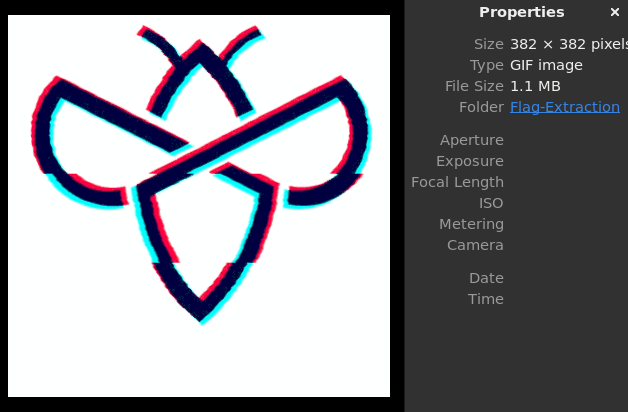 Properties ×
Size 382 × 382 pixels
Type GIF image
File Size 1.1 MB
Folder Flag-Extraction
Aperture
Exposure
Focal Length
ISO
Metering
Camera
Date
Time